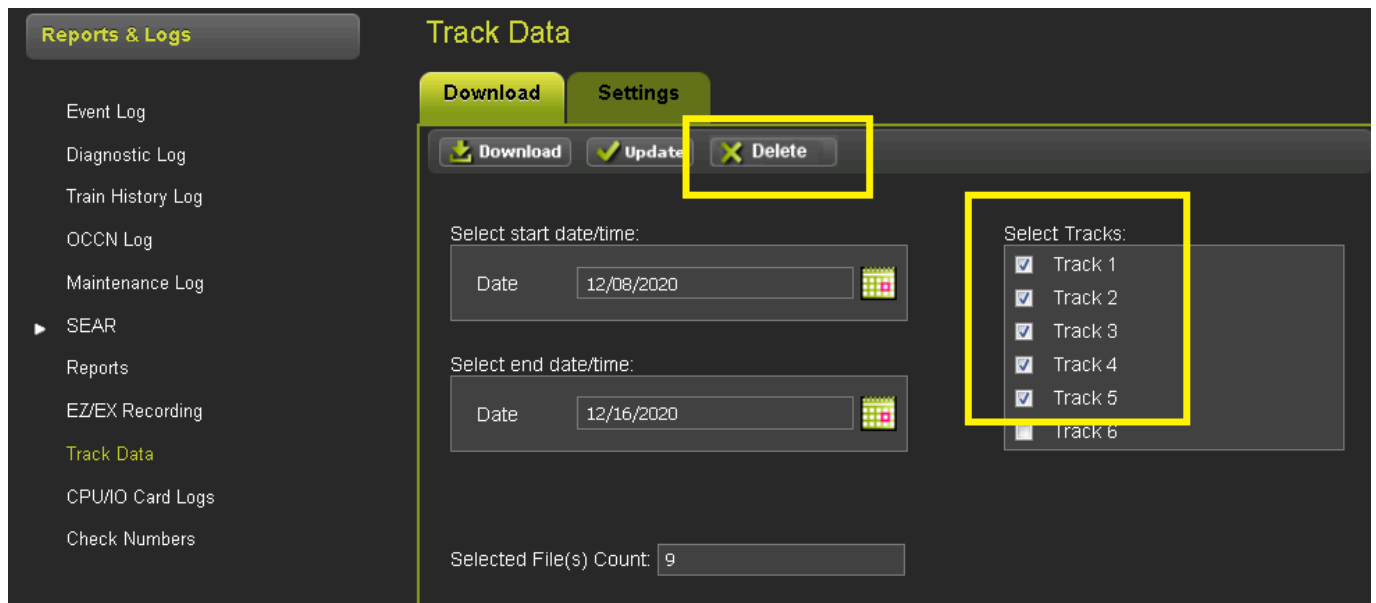 Reports & Logs
Event Log
Diagnostic Log
Train History Log
OCCN Log
Maintenance Log
SEAR
Reports
EZ/EX Recording
Track Data
CPU/IO Card Logs
Check Numbers
Track Data
Download Settings
Download Update Delete
Select start date/time:
Date 12/08/2020
Select end date/time:
Date 12/16/2020
Selected File(s) Count: 9
Select Tracks:
Track 1
Track 2
Track 3
Track 4
Track 5
Track 6